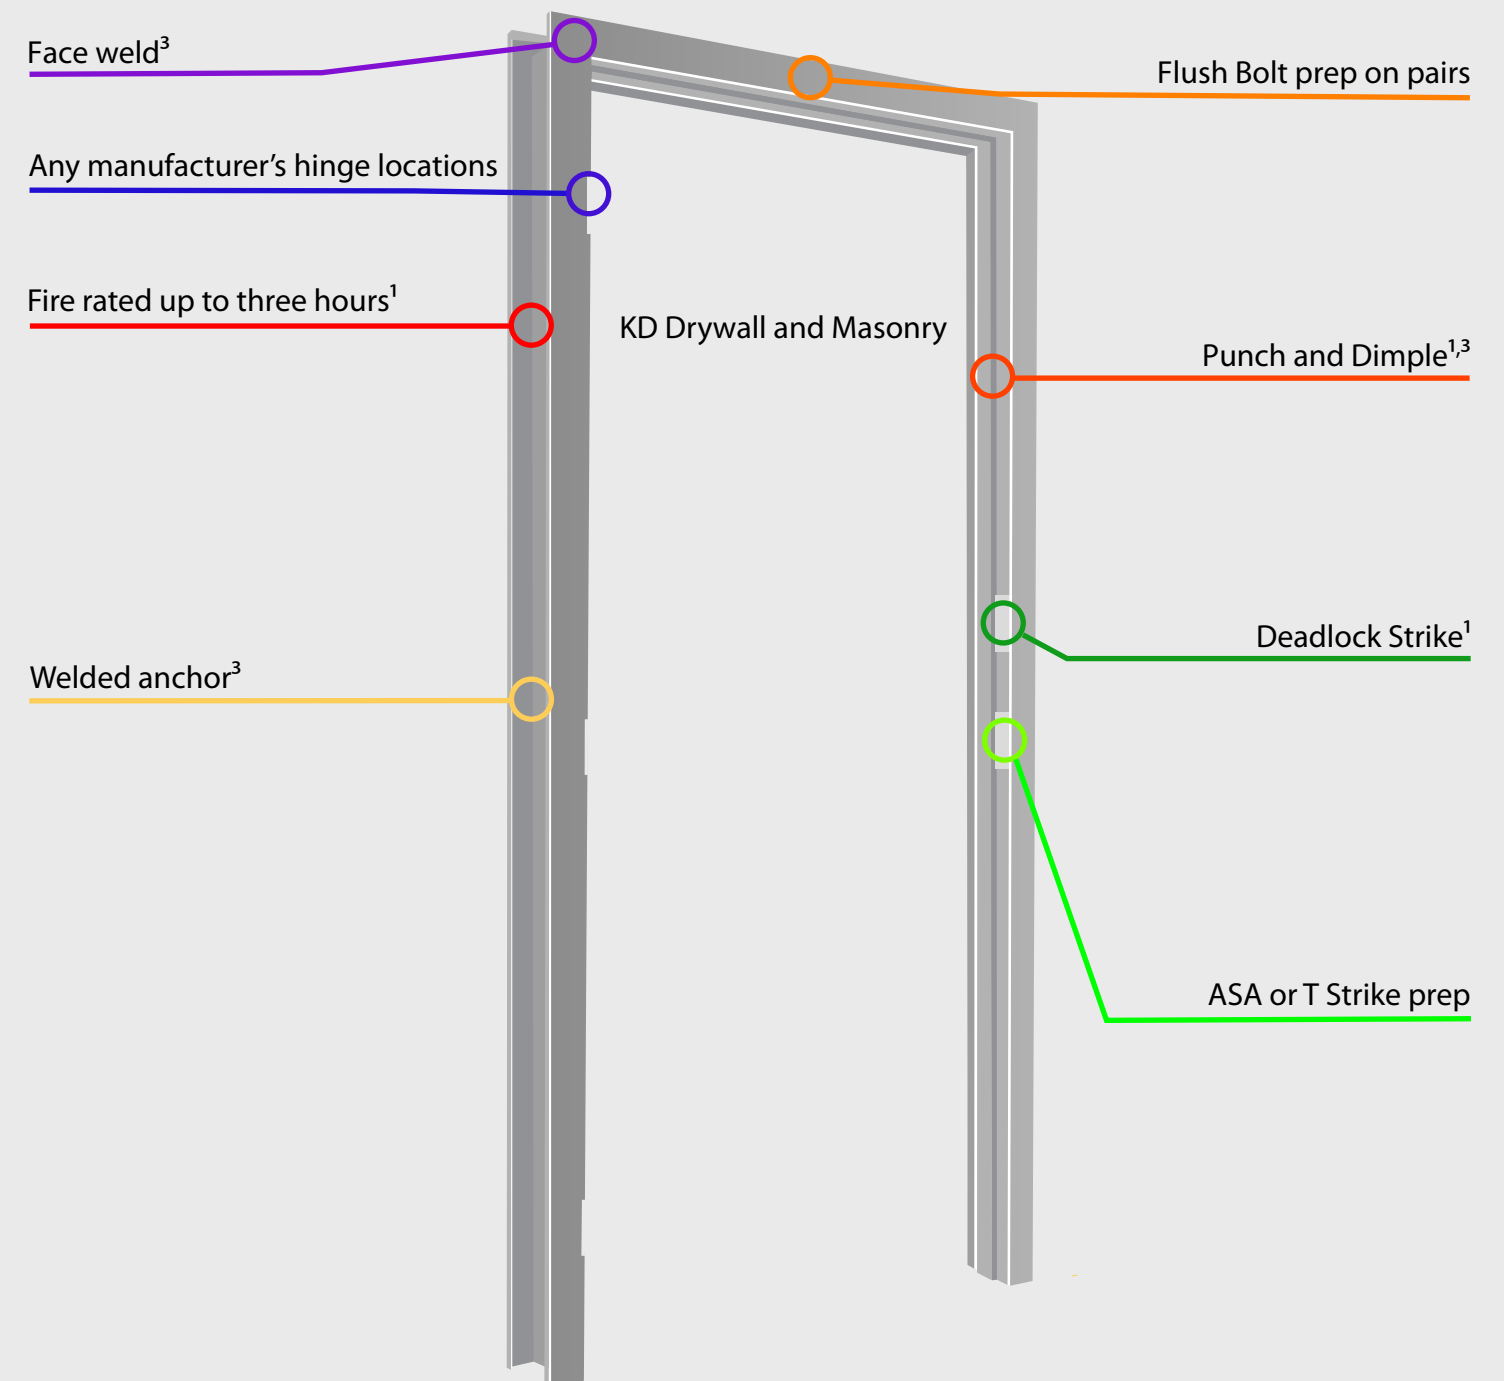 Face weld³
Flush Bolt prep on pairs
Any manufacturer’s hinge locations
Fire rated up to three hours¹
KD Drywall and Masonry
Punch and Dimple¹,³
Deadlock Strike¹
Welded anchor³
ASA or T Strike prep